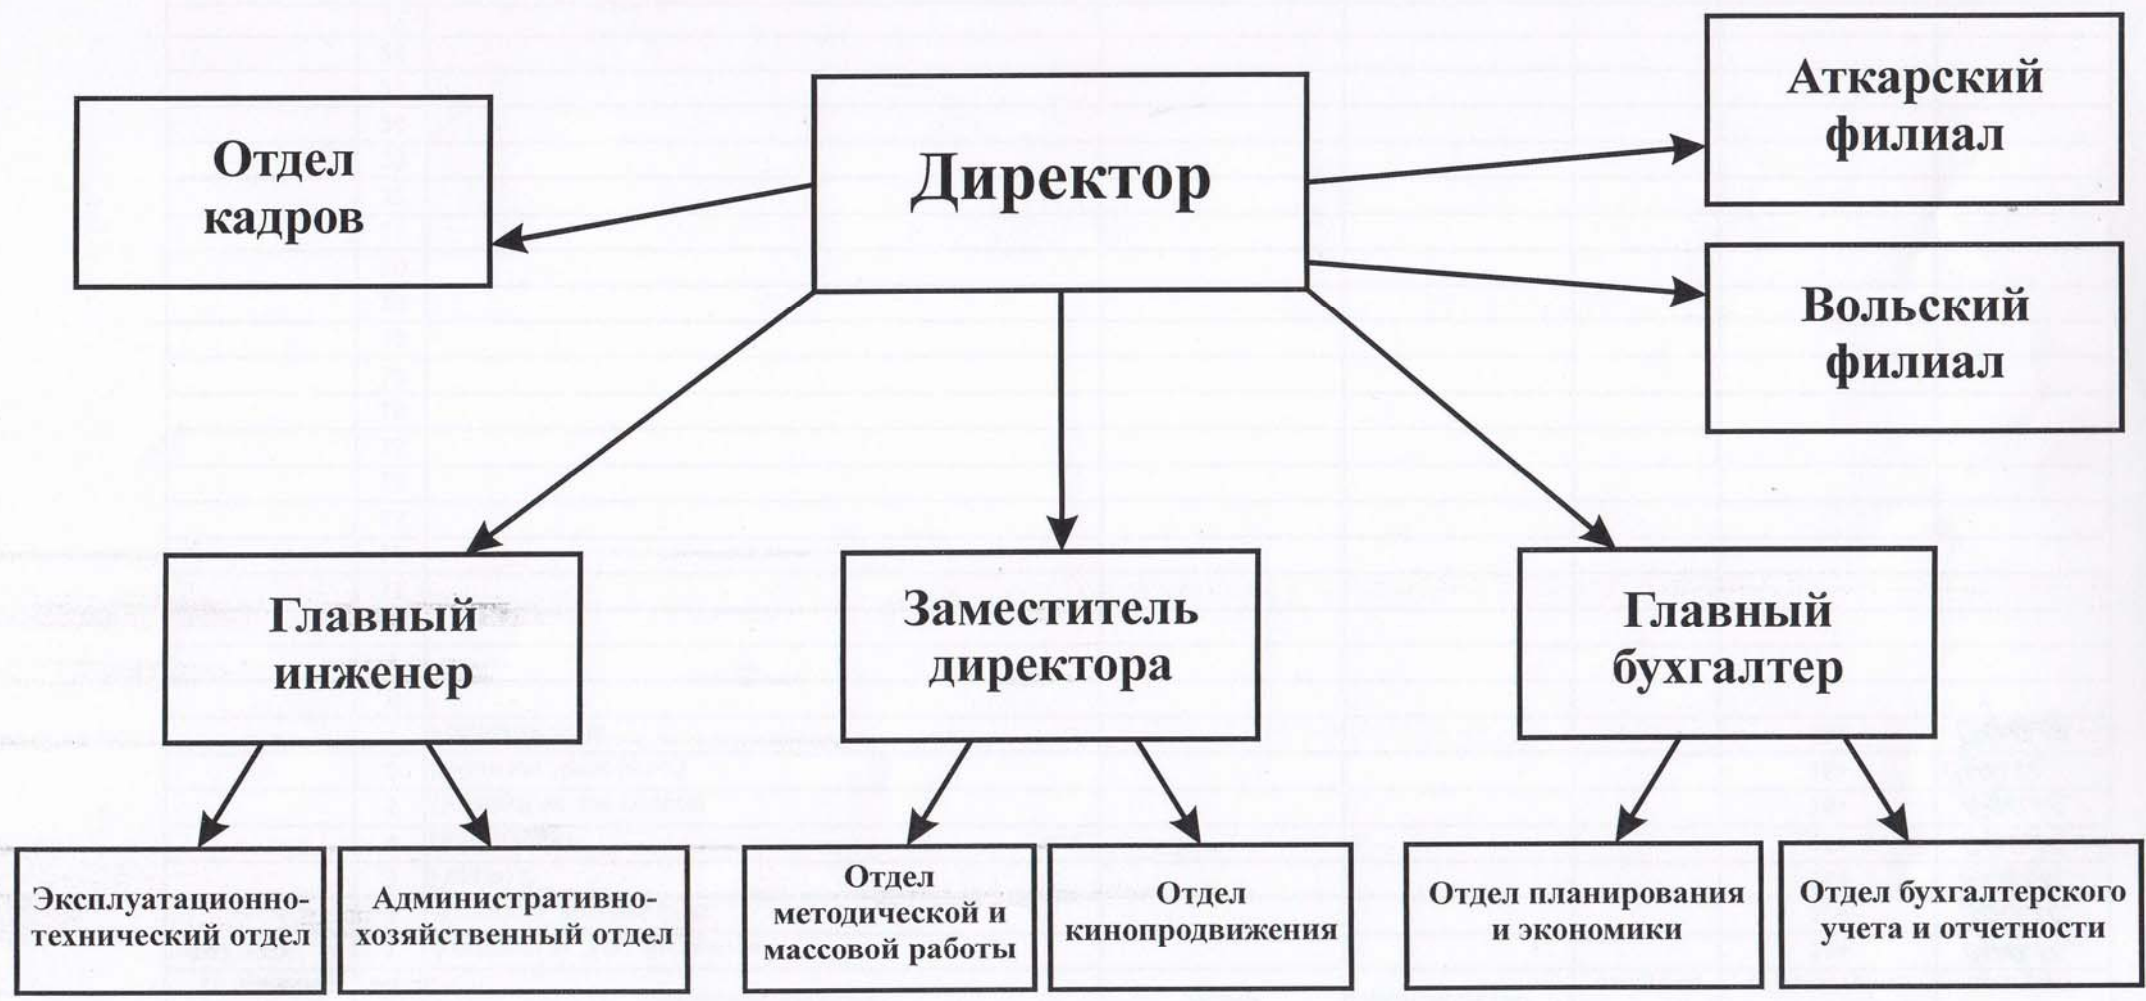 Отдел
кадров
Директор
Аткарский
филиал
Вольский
филиал
Главный
инженер
Заместитель
директора
Главный
бухгалтер
Эксплуатационно-
технический отдел
Административно-
хозяйственный отдел
Отдел
методической и
массовой работы
Отдел
кинопродвижения
Отдел планирования
и экономики
Отдел бухгалтерского
учета и отчетности